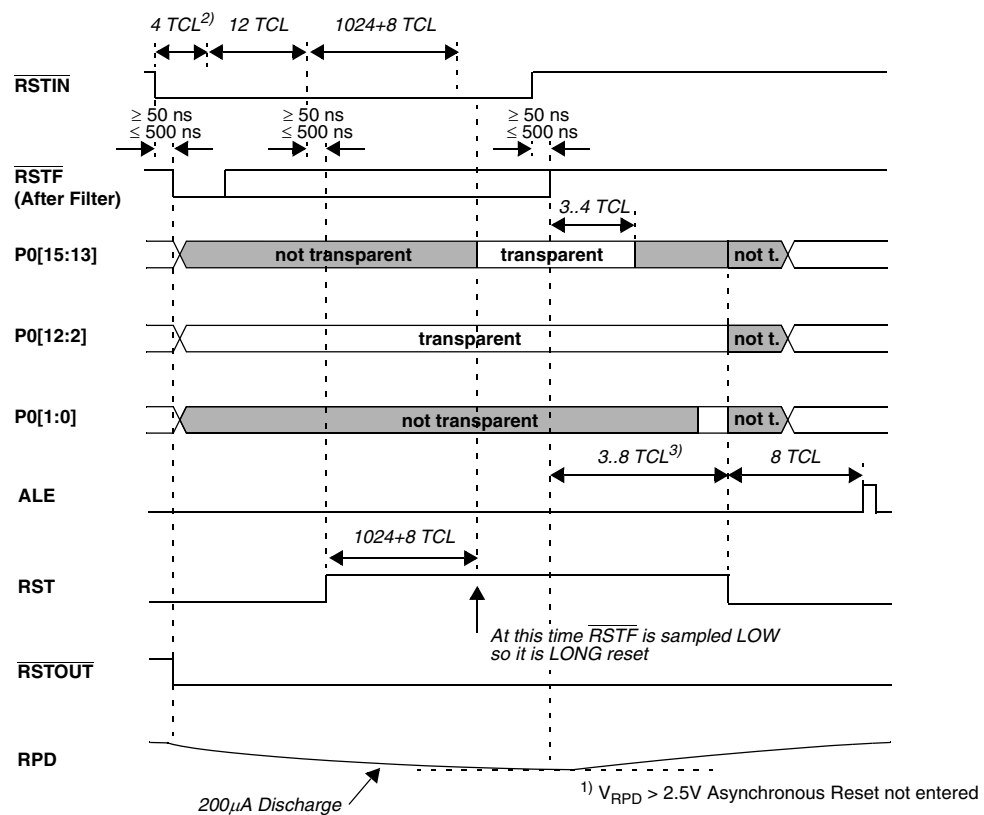 4 TCL2) 12 TCL 1024+8 TCL
RSTIN
≥ 50 ns ≥ 50 ns ≥ 50 ns
≤ 500 ns ≤ 500 ns ≤ 500 ns
RSTF
(After Filter)
3..4 TCL
P0[15:13] not transparent transparent not t.
P0[12:2] transparent not t.
P0[1:0] not transparent not t.
3..8 TCL3) 8 TCL
ALE
1024+8 TCL
RST
At this time RSTF is sampled LOW
so it is LONG reset
RSTOUT
RPD
200μA Discharge
1) VRPD > 2.5V Asynchronous Reset not entered